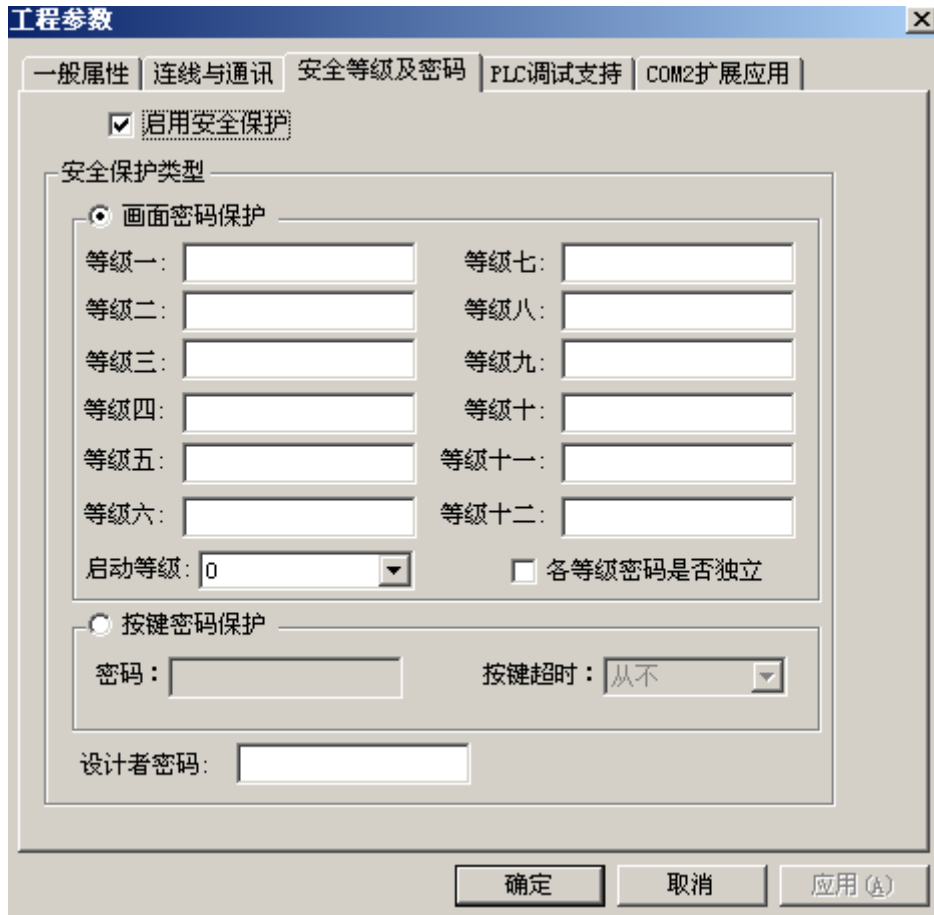 工程参数
一般属性 连线与通讯 安全等级及密码 PLC调试支持 COM2扩展应用
启用安全保护
安全保护类型
画面密码保护
等级一: 等级七:
等级二: 等级八:
等级三: 等级九:
等级四: 等级十:
等级五: 等级十一:
等级六: 等级十二:
启动等级: 0 各等级密码是否独立
按键密码保护
密码： 按键超时： 从不
设计者密码:
确定 取消 应用(A)